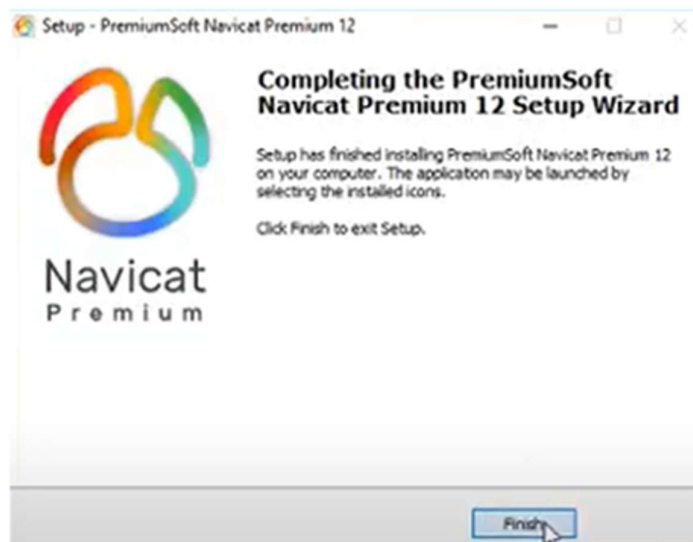 Setup - PremiumSoft Navicat Premium 12
Completing the PremiumSoft
Navicat Premium 12 Setup Wizard
Setup has finished installing PremiumSoft Navicat Premium 12
on your computer. The application may be launched by
selecting the installed icons.
Click Finish to exit Setup.
Navicat
Premium
Finish